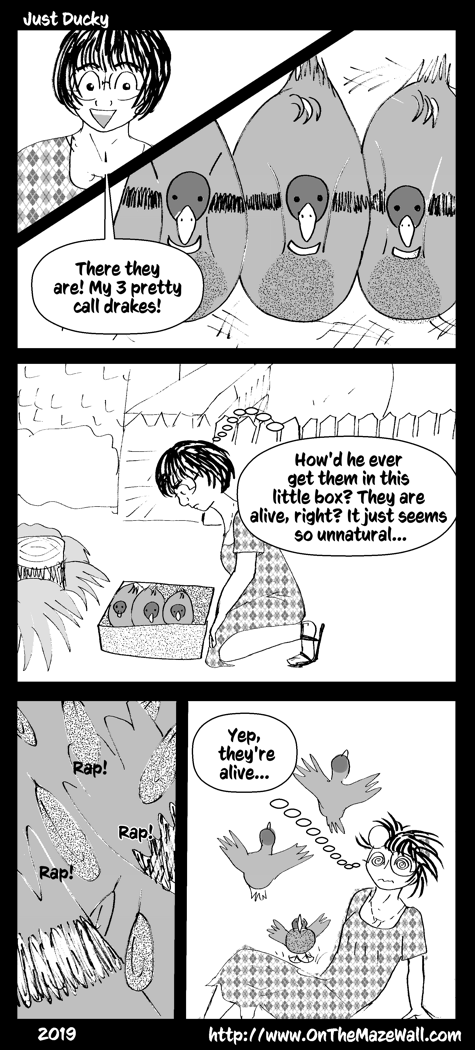 Just Ducky
There they
are! My 3 pretty
call drakes!
How'd he ever
get them in this
little box? They are
alive, right? It just seems
so unnatural...
Rap!
Rap!
Rap!
Yep,
they're
alive...
2019
http://www.OnTheMazeWall.com